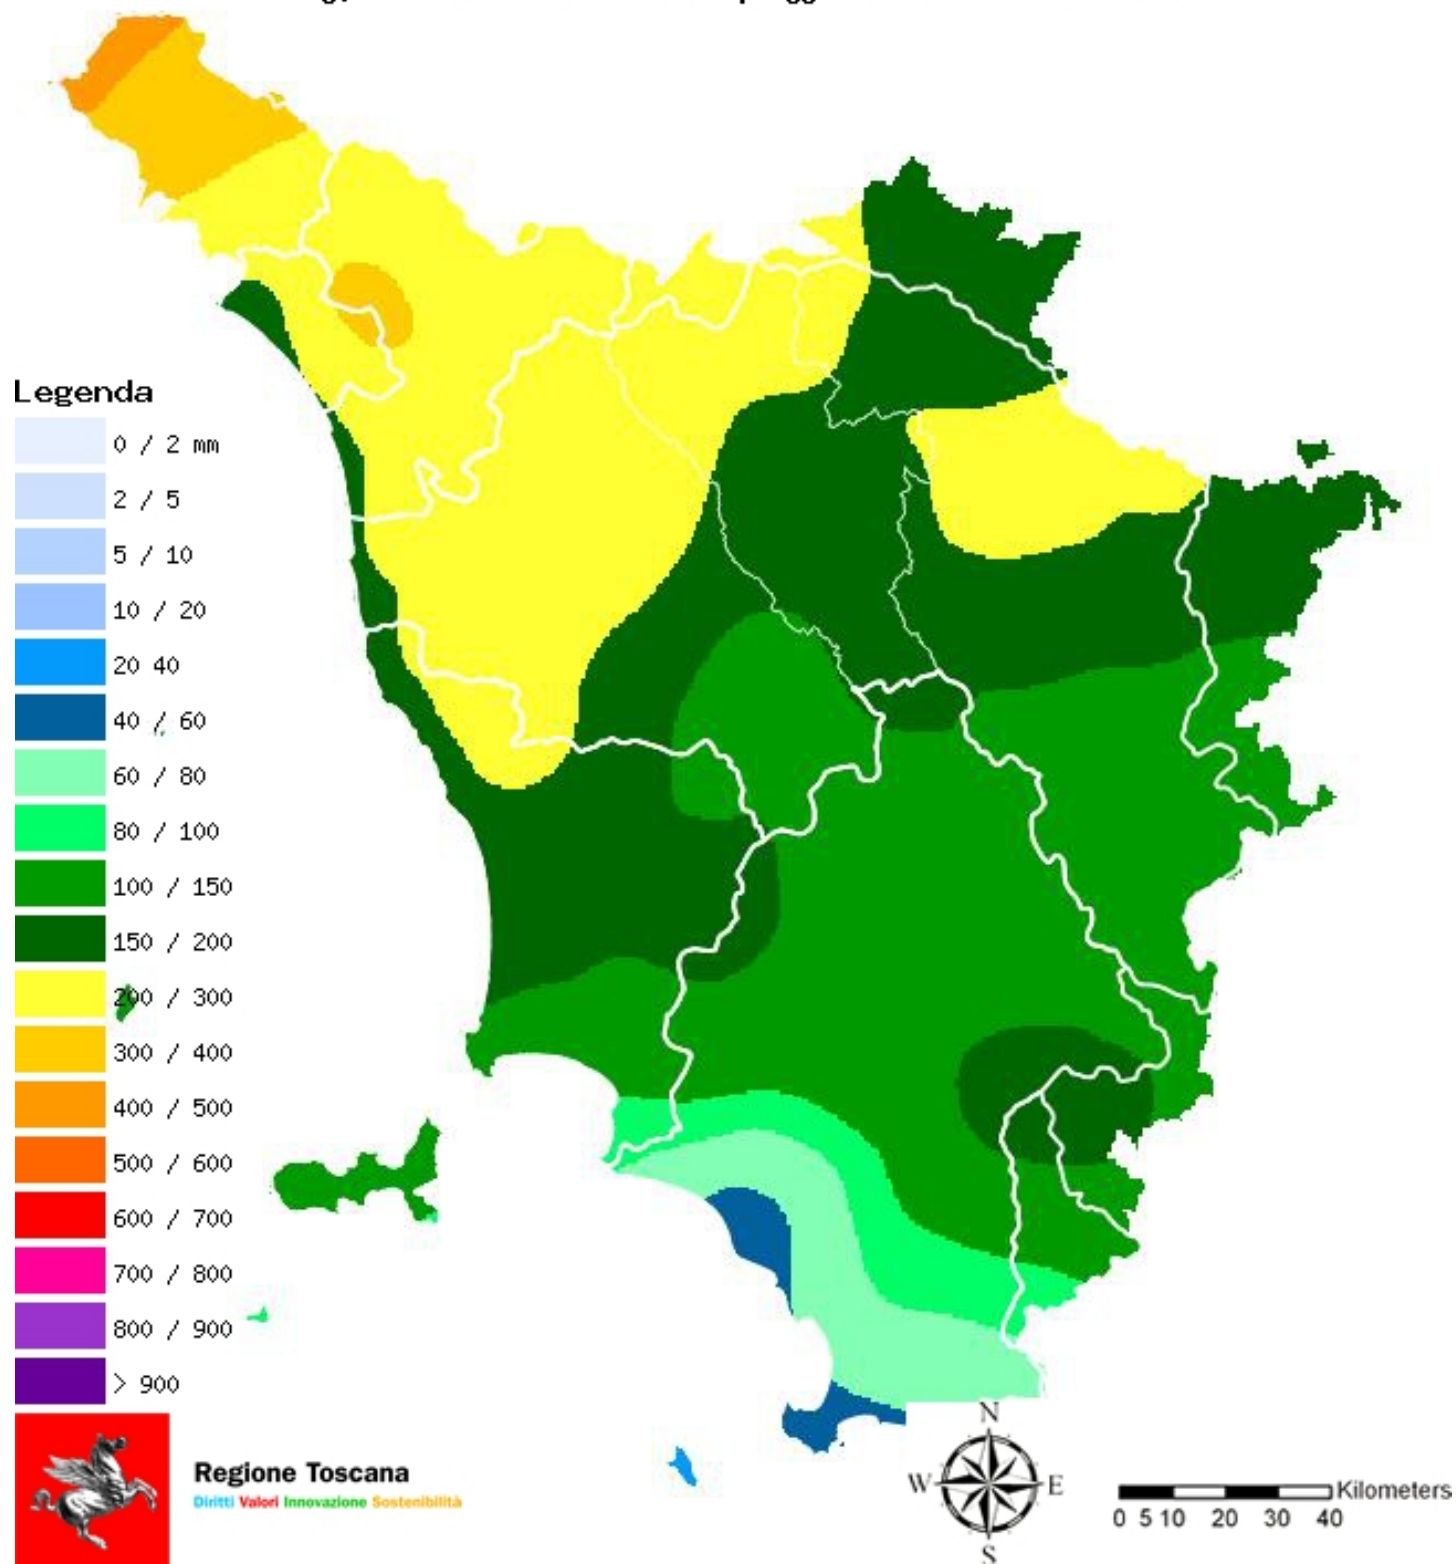 Legenda
0 / 2 mm
2 / 5
5 / 10
10 / 20
20 40
40 / 60
60 / 80
80 / 100
100 / 150
150 / 200
200 / 300
300 / 400
400 / 500
500 / 600
600 / 700
700 / 800
800 / 900
> 900
Regione Toscana
Diritti Valori Innovazione Sostenibilità
N
W E
S
Kilometers
0 5 10 20 30 40